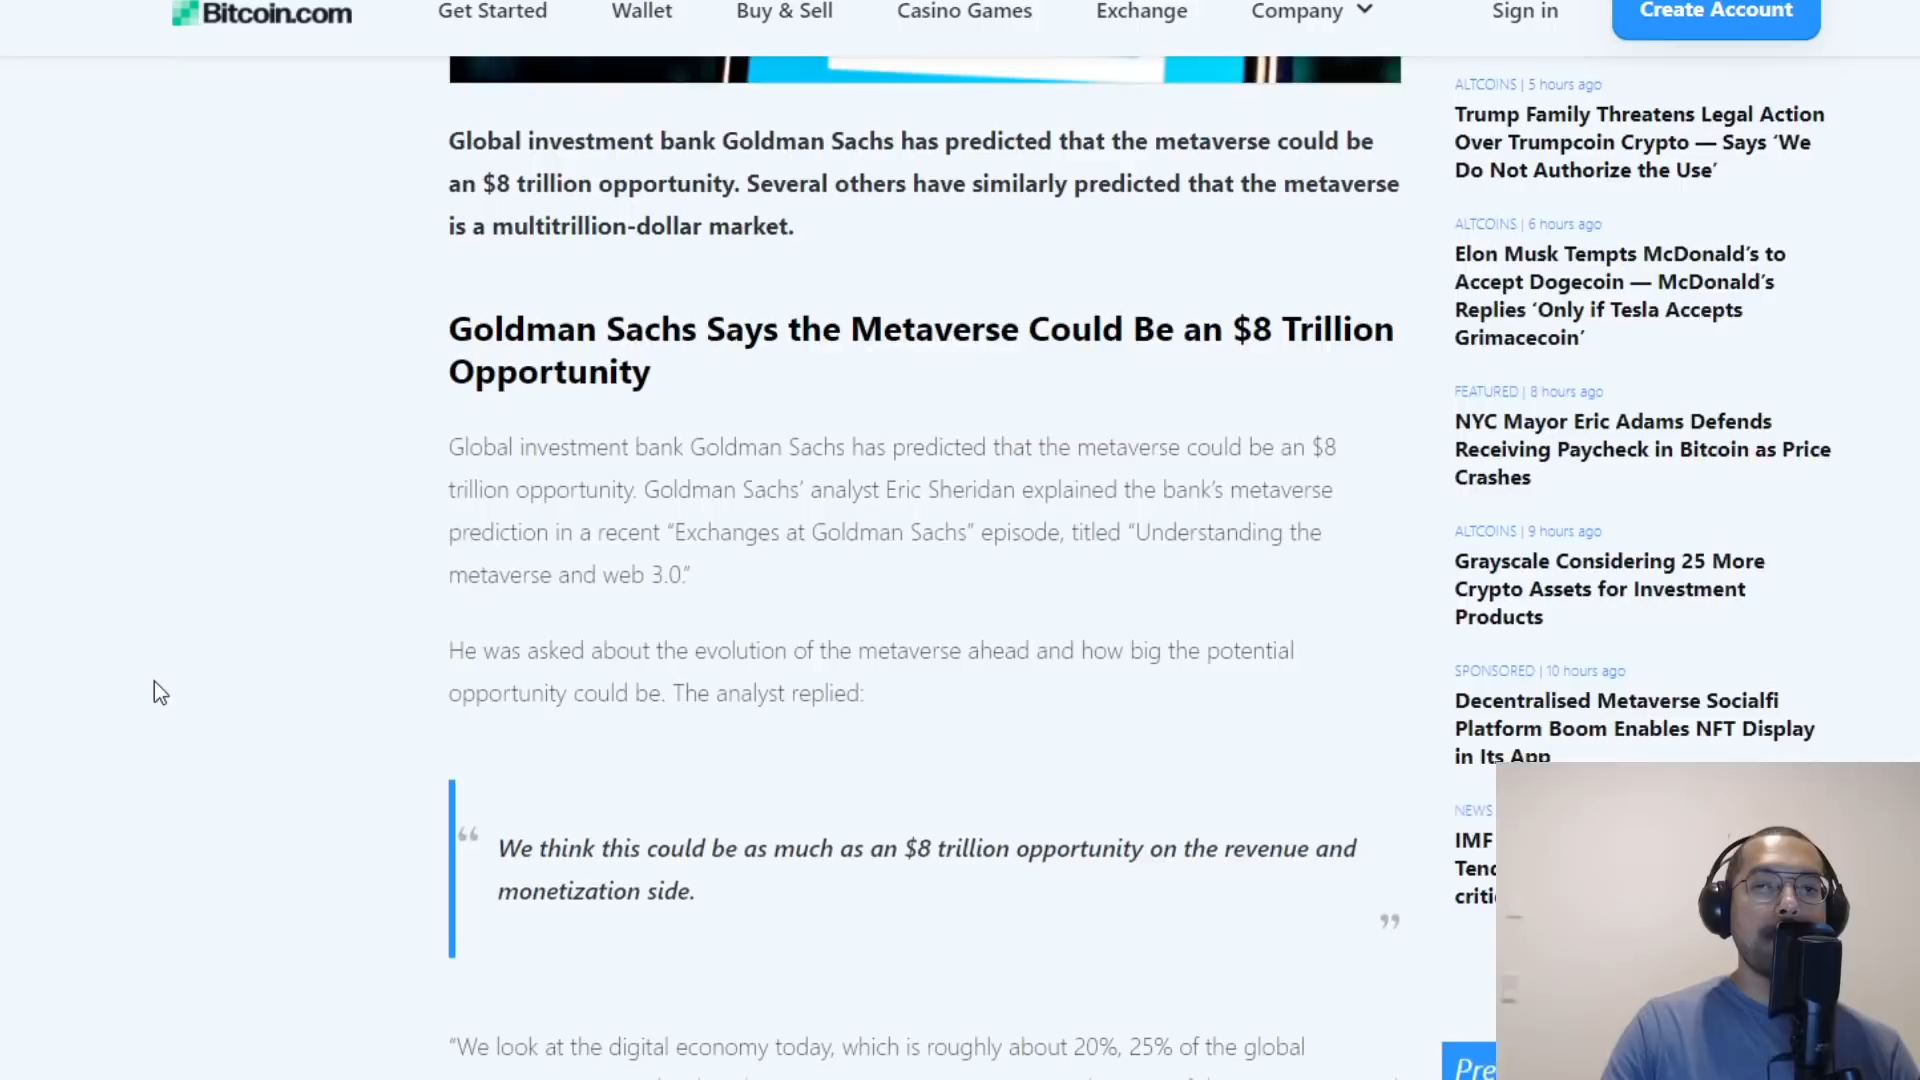 Bitcoin.com
Get Started
Wallet
Buy & Sell
Casino Games
Exchange
Company
Sign in
Create Account
Global investment bank Goldman Sachs has predicted that the metaverse could be
an $8 trillion opportunity. Several others have similarly predicted that the metaverse
is a multitrillion-dollar market.
Goldman Sachs Says the Metaverse Could Be an $8 Trillion
Opportunity
Global investment bank Goldman Sachs has predicted that the metaverse could be an $8
trillion opportunity. Goldman Sachs’ analyst Eric Sheridan explained the bank’s metaverse
prediction in a recent “Exchanges at Goldman Sachs” episode, titled “Understanding the
metaverse and web 3.0.”
He was asked about the evolution of the metaverse ahead and how big the potential
opportunity could be. The analyst replied:
“
We think this could be as much as an $8 trillion opportunity on the revenue and
monetization side.
”
“We look at the digital economy today, which is roughly about 20%, 25% of the global
ALTCOINS | 5 hours ago
Trump Family Threatens Legal Action
Over Trumpcoin Crypto — Says ‘We
Do Not Authorize the Use’
ALTCOINS | 6 hours ago
Elon Musk Tempts McDonald’s to
Accept Dogecoin — McDonald’s
Replies ‘Only if Tesla Accepts
Grimacecoin’
FEATURED | 8 hours ago
NYC Mayor Eric Adams Defends
Receiving Paycheck in Bitcoin as Price
Crashes
ALTCOINS | 9 hours ago
Grayscale Considering 25 More
Crypto Assets for Investment
Products
SPONSORED | 10 hours ago
Decentralised Metaverse Socialfi
Platform Boom Enables NFT Display
in Its App
NEWS
IMF
Tend
criti
Pre